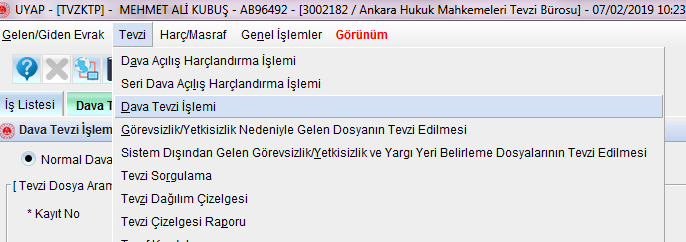 UYAP - [TVZKTP] - MEHMET ALİ KUBUŞ - AB96492 - [3002182 / Ankara Hukuk Mahkemeleri Tevzi Bürosu] - 07/02/2019 10:23
Gelen/Giden Evrak Tevzi Harç/Masraf Genel İşlemler Görünüm
Dava Açılış Harçlandırma İşlemi
Seri Dava Açılış Harçlandırma İşlemi
İş Listesi Dava T
Dava Tevzi İşlemi
Dava Tevzi İşlem
Görevsizlik/Yetkisizlik Nedeniyle Gelen Dosyanın Tevzi Edilmesi
Normal Dava
Sistem Dışından Gelen Görevsizlik/Yetkisizlik ve Yargı Yeri Belirleme Dosyalarının Tevzi Edilmesi
Tevzi Sorgulama
[ Tevzi Dosya Aram
Tevzi Dağılım Çizelgesi
* Kayıt No
Tevzi Çizelgesi Raporu